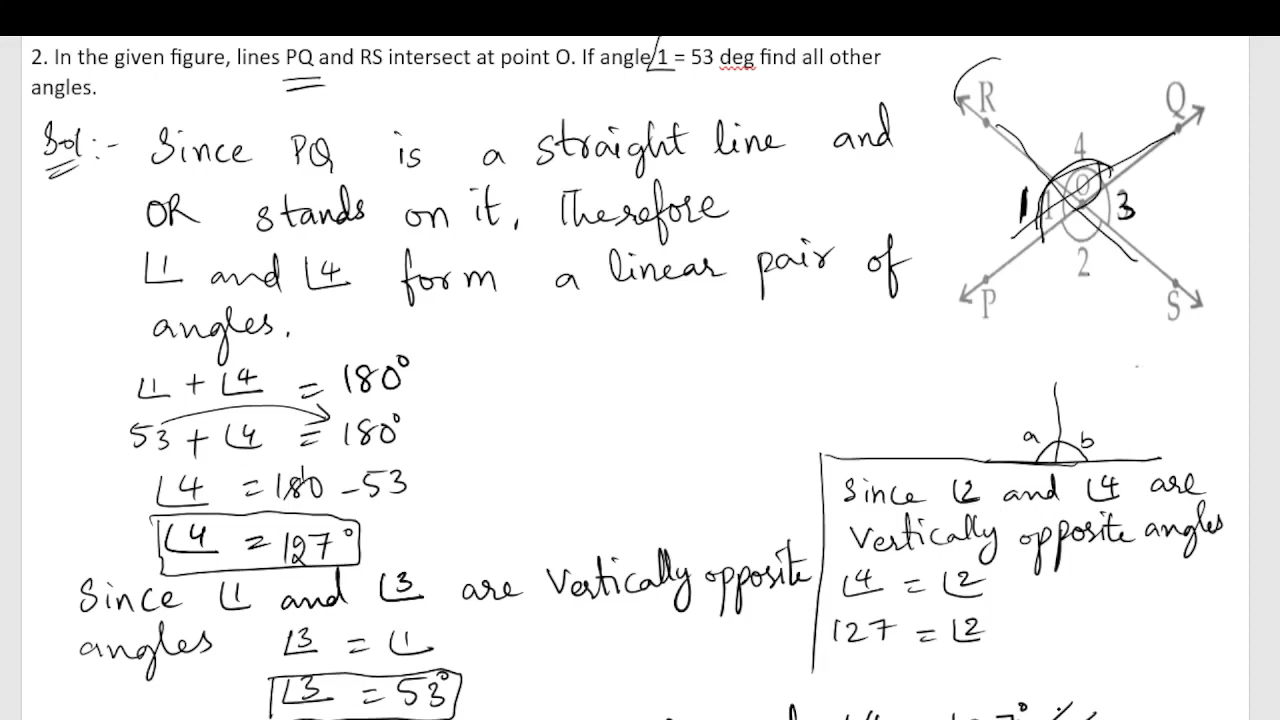 2. In the given figure, lines PQ and RS intersect at point O. If angle ∠1 = 53 deg find all other
angles.
Sol:- Since PQ is a straight line and
OR stands on it, Therefore
∠1 and ∠4 form a linear pair of
angles.
∠1 + ∠4 = 180°
53 + ∠4 = 180°
∠4 = 180 - 53
∠4 = 127°
Since ∠1 and ∠3 are Vertically opposite
angles ∠3 = ∠1
∠3 = 53°
R
Q
4
O
1
1
3
2
P
S
a b
Since ∠2 and ∠4 are
Vertically opposite angles
∠4 = ∠2
127 = ∠2